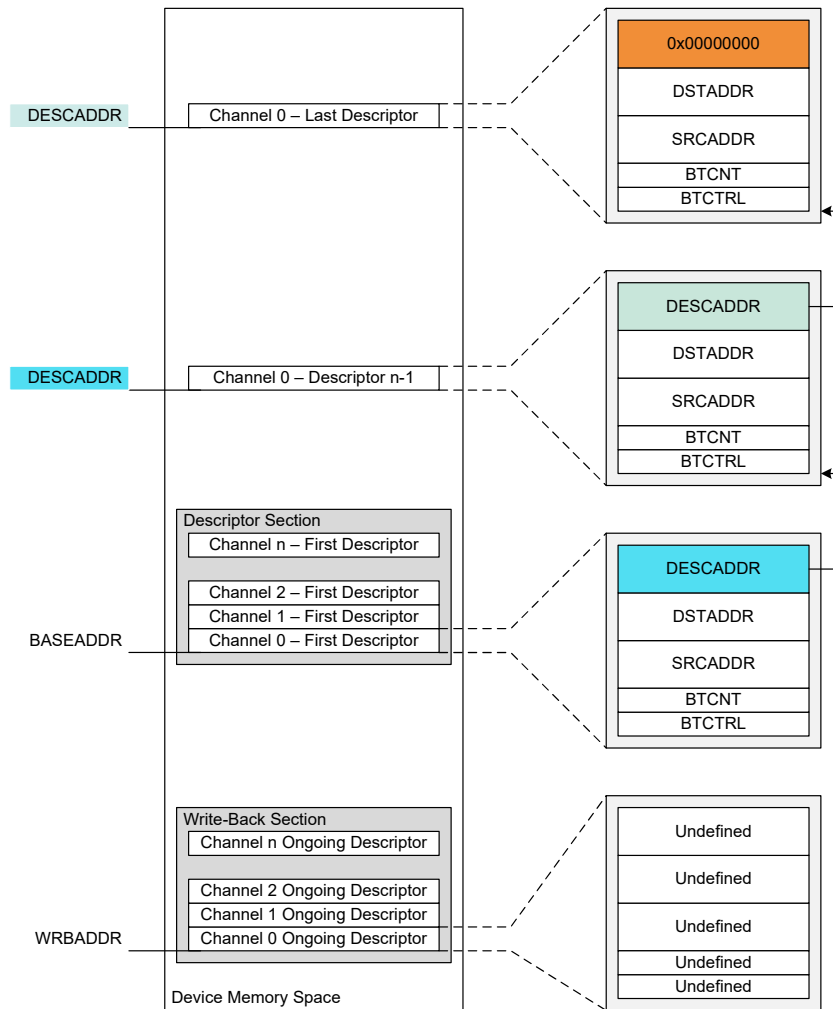 0x00000000
DSTADDR
SRCADDR
BTCNT
BTCTRL
DESCADDR
Channel 0 – Last Descriptor
DESCADDR
DSTADDR
SRCADDR
BTCNT
BTCTRL
DESCADDR
Channel 0 – Descriptor n-1
Descriptor Section
Channel n – First Descriptor
Channel 2 – First Descriptor
Channel 1 – First Descriptor
Channel 0 – First Descriptor
BASEADDR
DESCADDR
DSTADDR
SRCADDR
BTCNT
BTCTRL
Write-Back Section
Channel n Ongoing Descriptor
Channel 2 Ongoing Descriptor
Channel 1 Ongoing Descriptor
Channel 0 Ongoing Descriptor
WRBADDR
Undefined
Undefined
Undefined
Undefined
Undefined
Device Memory Space